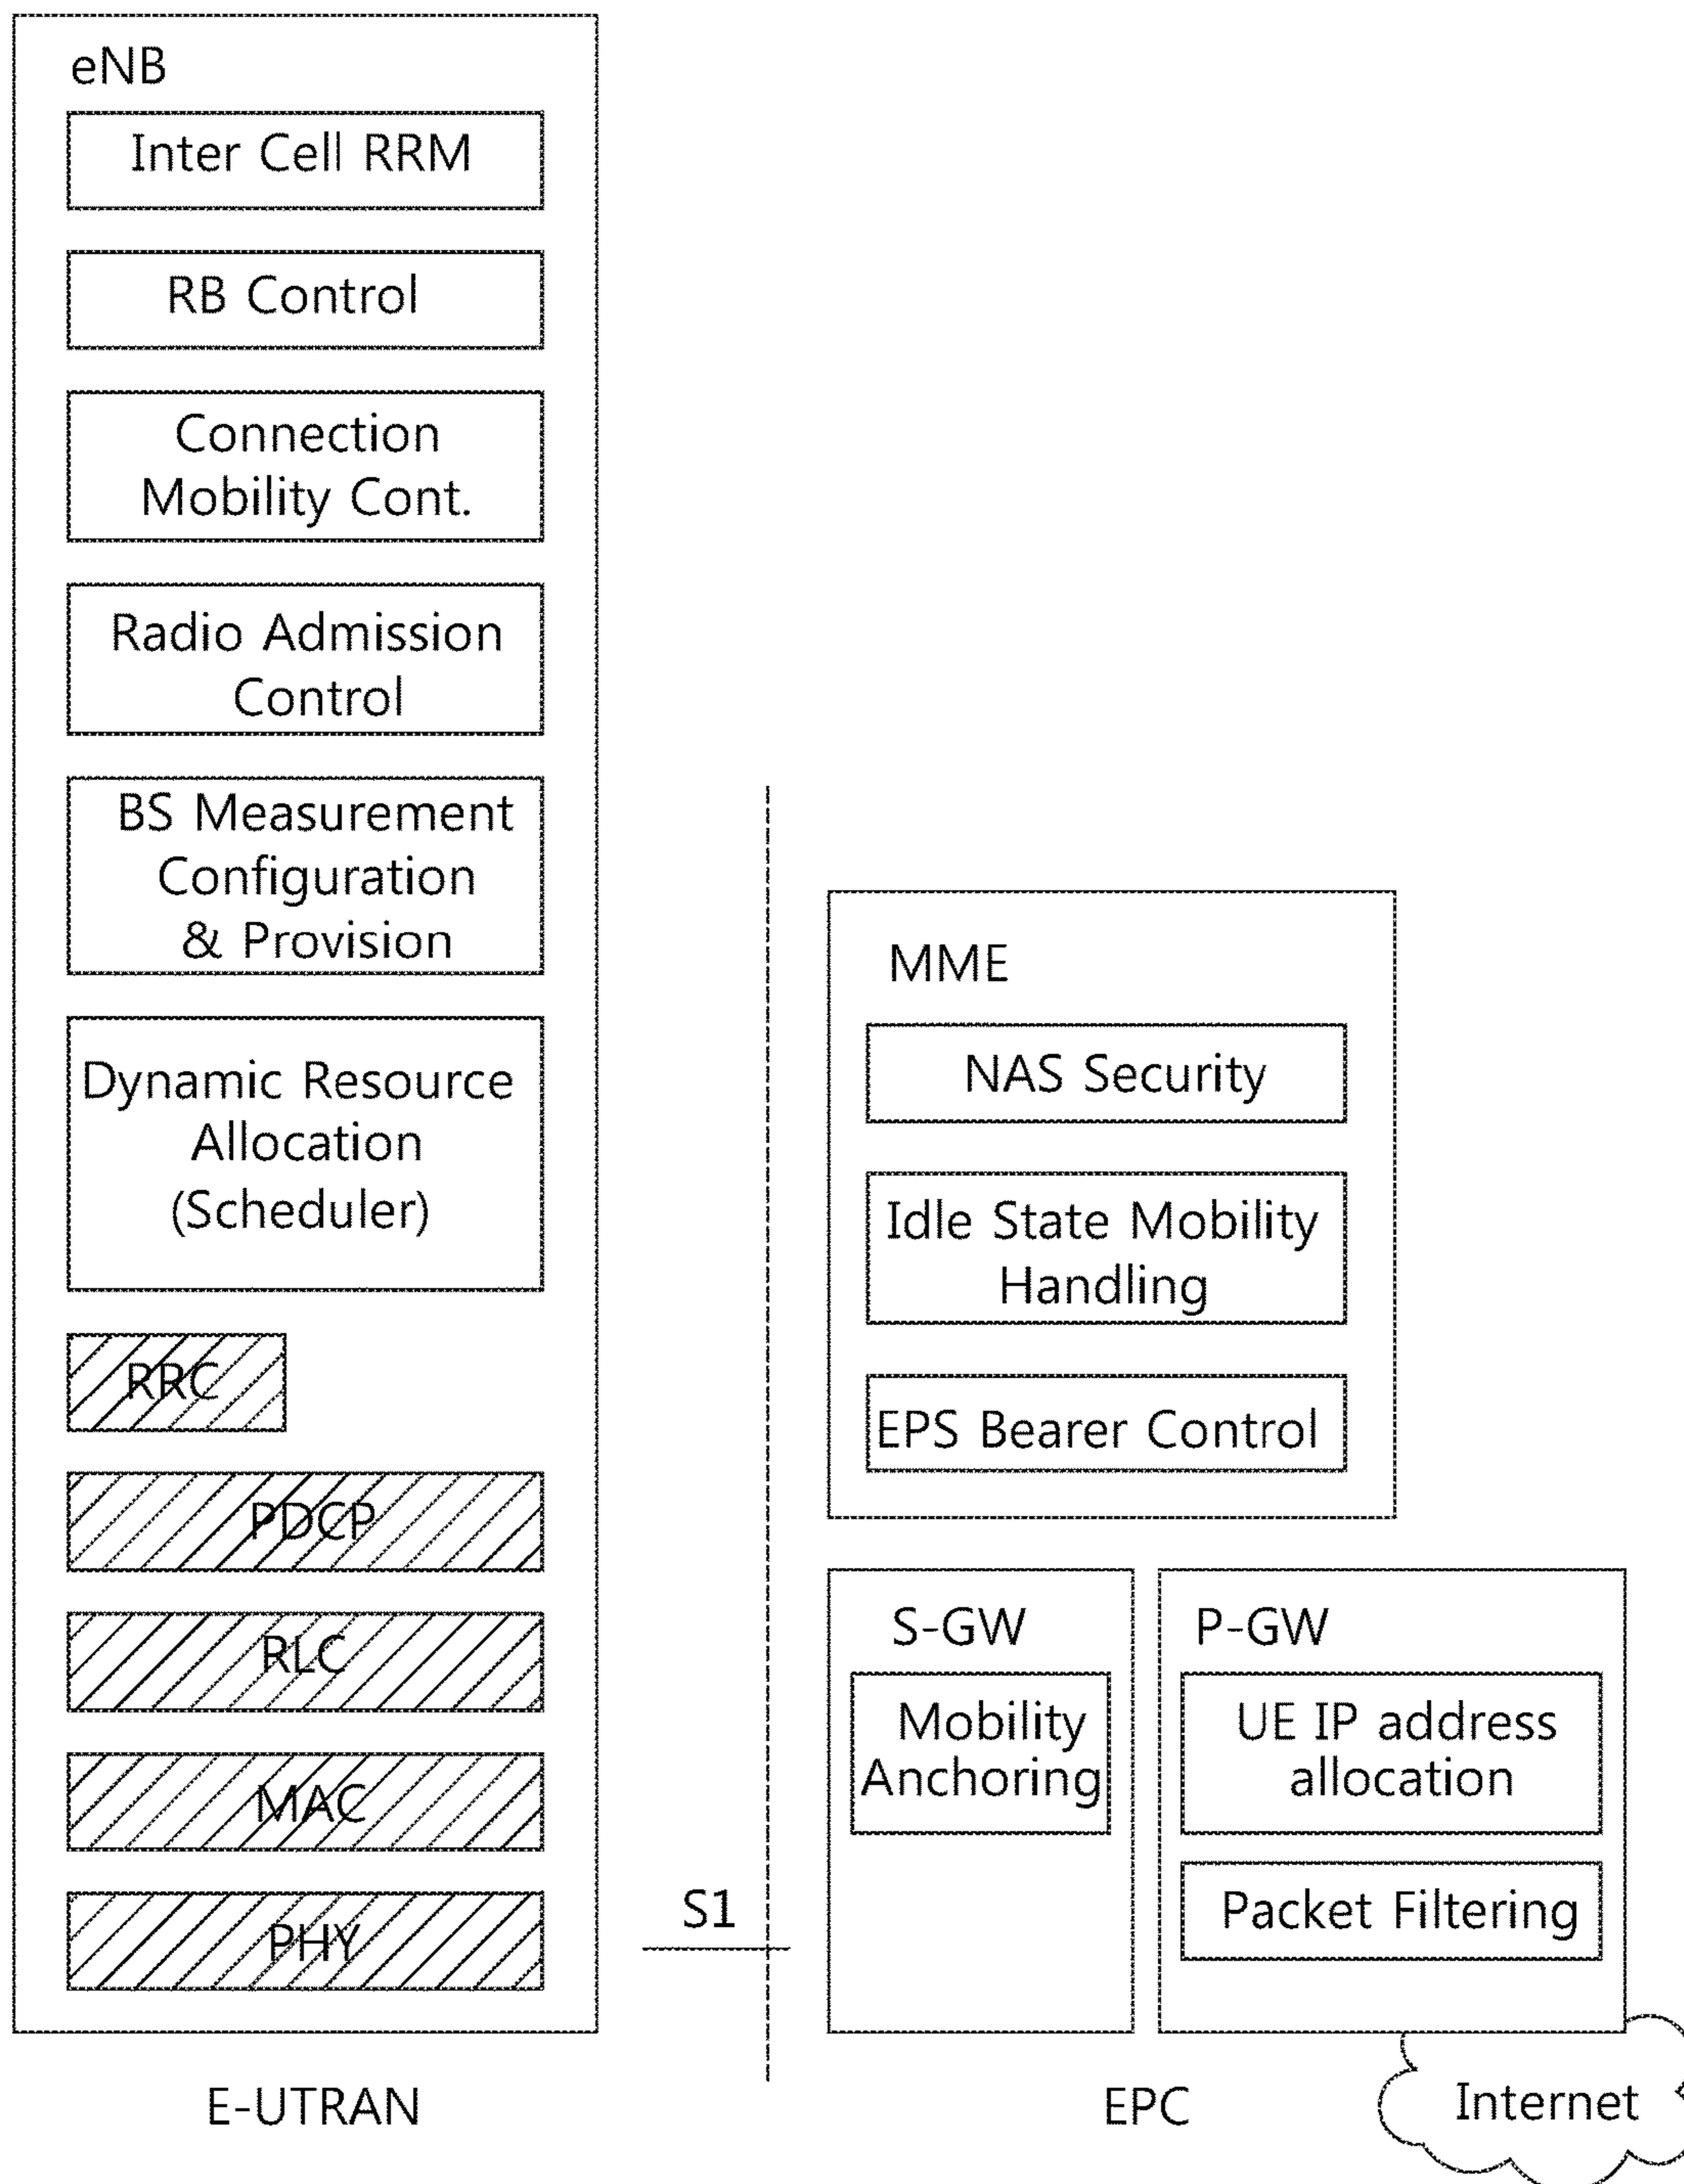 eNB
Inter Cell RRM
RB Control
Connection
Mobility Cont.
Radio Admission
Control
BS Measurement
Configuration
& Provision
Dynamic Resource
Allocation
(Scheduler)
RRC
PDCP
RLC
MAC
PHY
E-UTRAN
S1
MME
NAS Security
Idle State Mobility
Handling
EPS Bearer Control
S-GW
Mobility
Anchoring
P-GW
UE IP address
allocation
Packet Filtering
EPC
Internet